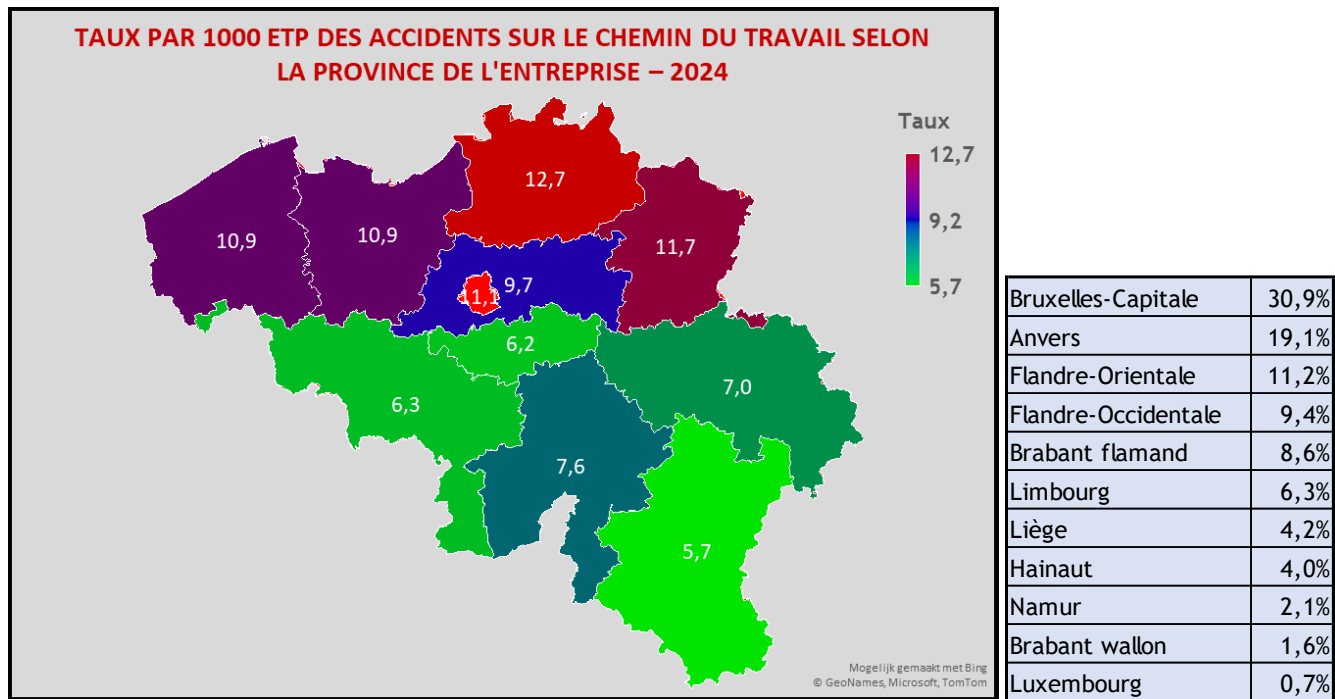 TAUX PAR 1000 ETP DES ACCIDENTS SUR LE CHEMIN DU TRAVAIL SELON
LA PROVINCE DE L'ENTREPRISE – 2024
Taux
12,7
9,2
5,7
12,7
10,9
10,9
11,7
9,7
11,1
6,2
7,0
6,3
7,6
5,7
Mogelijk gemaakt met Bing
© GeoNames, Microsoft, TomTom
Bruxelles-Capitale 30,9%
Anvers 19,1%
Flandre-Orientale 11,2%
Flandre-Occidentale 9,4%
Brabant flamand 8,6%
Limbourg 6,3%
Liège 4,2%
Hainaut 4,0%
Namur 2,1%
Brabant wallon 1,6%
Luxembourg 0,7%